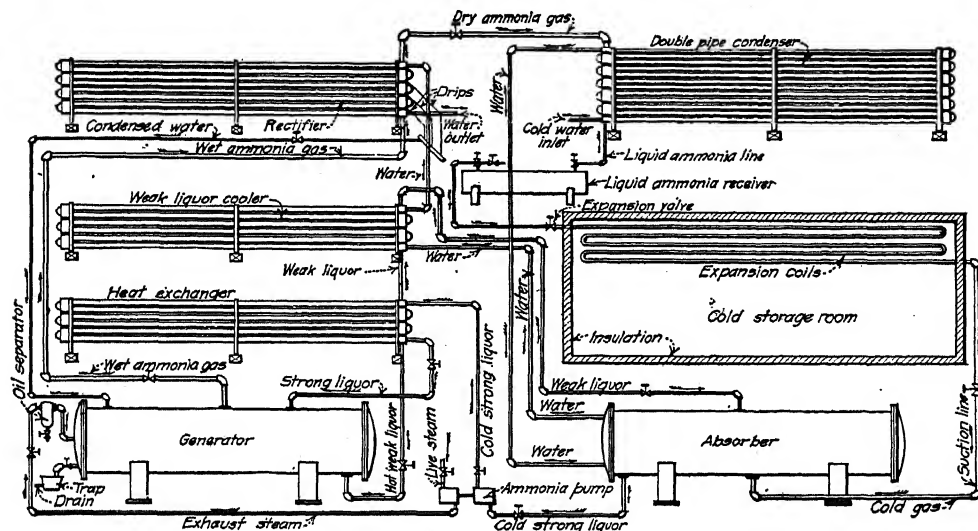 Dry ammonia gas
Double pipe condenser
Water
Drips
Condensed water
Rectifier
Water
outlet
Cold water
inlet
Wet ammonia gas
Liquid ammonia line
Water
Liquid ammonia receiver
Weak liquor cooler
Expansion valve
Water
Weak liquor
Water
Expansion coils
Heat exchanger
Cold storage room
Oil separator
Insulation
Wet ammonia gas
Strong liquor
Cold strong liquor
Weak liquor
Water
Suction line
Generator
Hot weak liquor
Live steam
Absorber
Water
Trap
Drain
Ammonia pump
Exhaust steam
Cold strong liquor
Cold gas